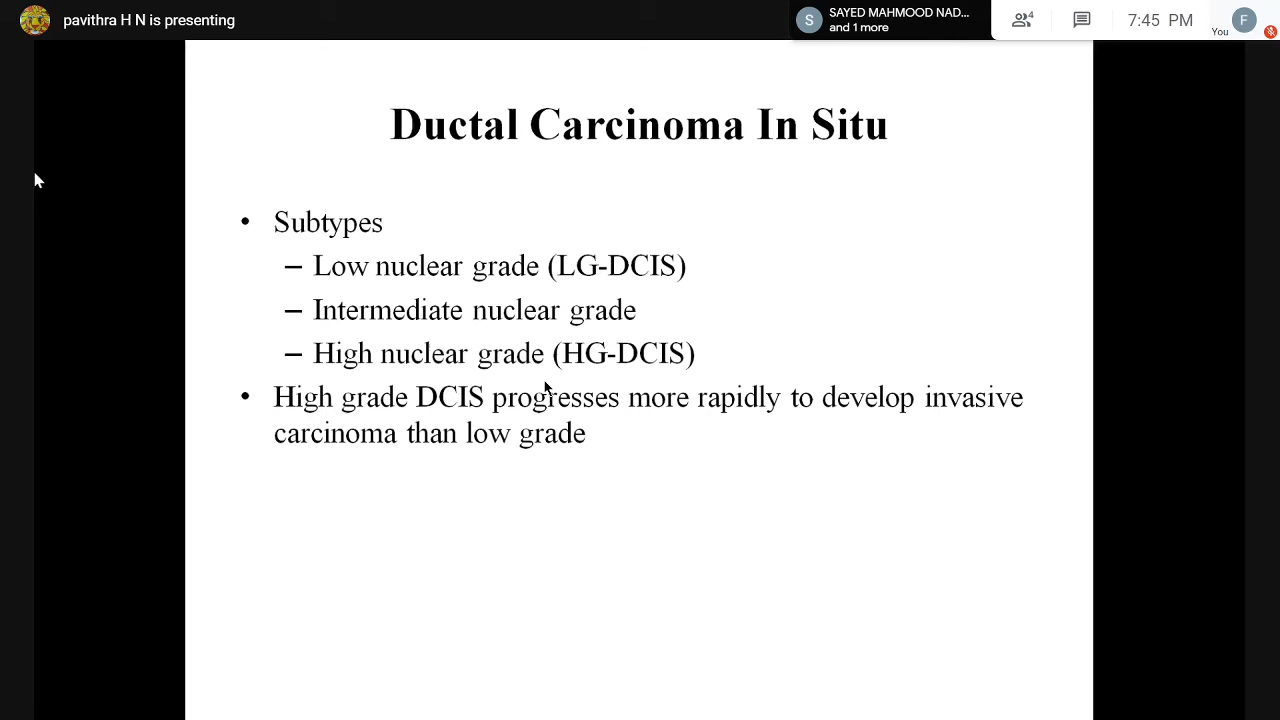 pavithra H N is presenting
S
SAYED MAHMOOD NAD...
and 1 more
4
7:45 PM
You
F
Ductal Carcinoma In Situ
• Subtypes
– Low nuclear grade (LG-DCIS)
– Intermediate nuclear grade
– High nuclear grade (HG-DCIS)
• High grade DCIS progresses more rapidly to develop invasive
carcinoma than low grade